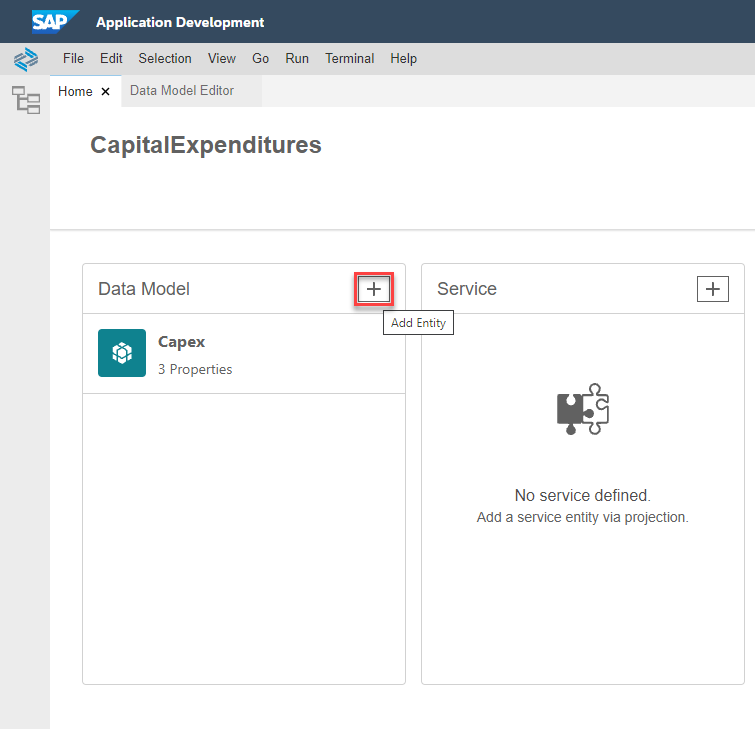 SAP Application Development
File Edit Selection View Go Run Terminal Help
Home × Data Model Editor
CapitalExpenditures
Data Model
Add Entity
Capex
3 Properties
Service
No service defined.
Add a service entity via projection.